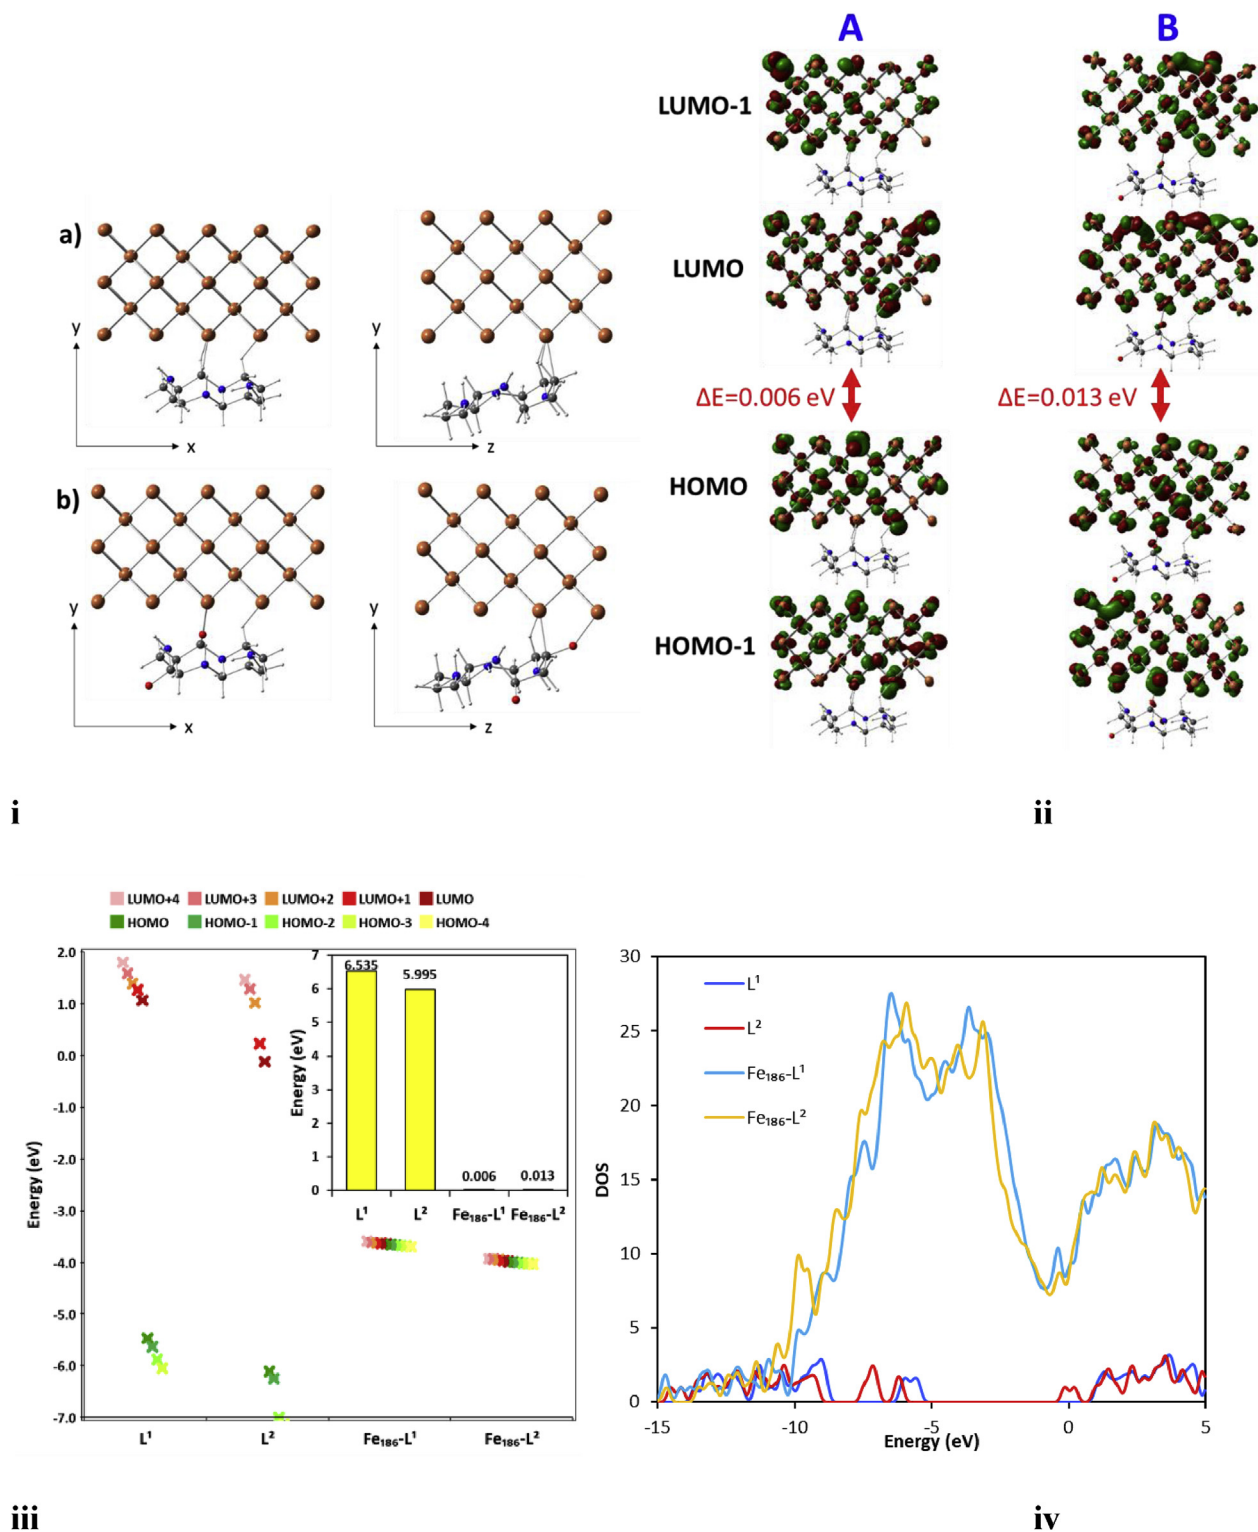 A B
LUMO-1
LUMO
ΔE=0.006 eV ΔE=0.013 eV
HOMO
HOMO-1
a)
y y
x z
b)
y y
x z
i ii
LUMO+4 LUMO+3 LUMO+2 LUMO+1 LUMO
HOMO HOMO-1 HOMO-2 HOMO-3 HOMO-4
Energy (eV)
2.0
1.0
0.0
-1.0
-2.0
-3.0
-4.0
-5.0
-6.0
-7.0
L¹ L² Fe₁₈₆-L¹ Fe₁₈₆-L²
Energy (eV)
7
6
5
4
3
2
1
0
6.535 5.995 0.006 0.013
L¹ L² Fe₁₈₆-L¹ Fe₁₈₆-L²
DOS
30
25
20
15
10
5
0
L¹
L²
Fe₁₈₆-L¹
Fe₁₈₆-L²
-15 -10 -5 0 5
Energy (eV)
iii iv